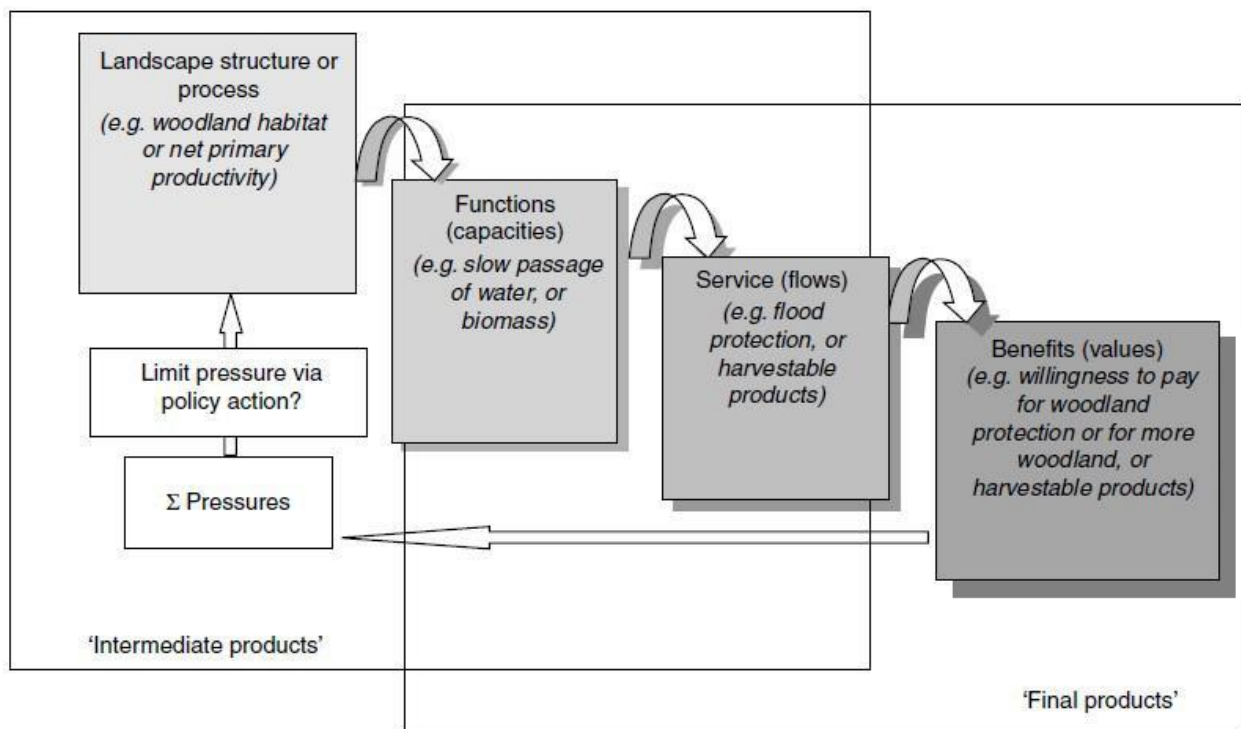 Landscape structure or
process
(e.g. woodland habitat
or net primary
productivity)
Functions
(capacities)
(e.g. slow passage
of water, or
biomass)
Service (flows)
(e.g. flood
protection, or
harvestable
products)
Benefits (values)
(e.g. willingness to pay
for woodland
protection or for more
woodland, or
harvestable products)
Limit pressure via
policy action?
Σ Pressures
‘Intermediate products’
‘Final products’